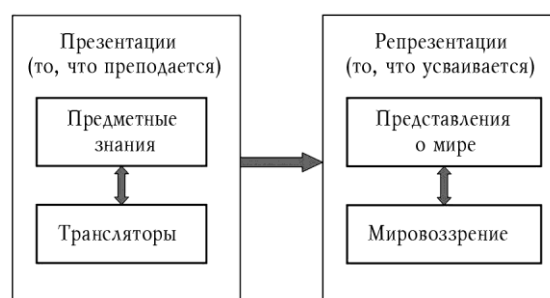 Презентации
(то, что преподается)
Предметные
знания
Трансляторы
Репрезентации
(то, что усваивается)
Представления
о мире
Мировоззрение